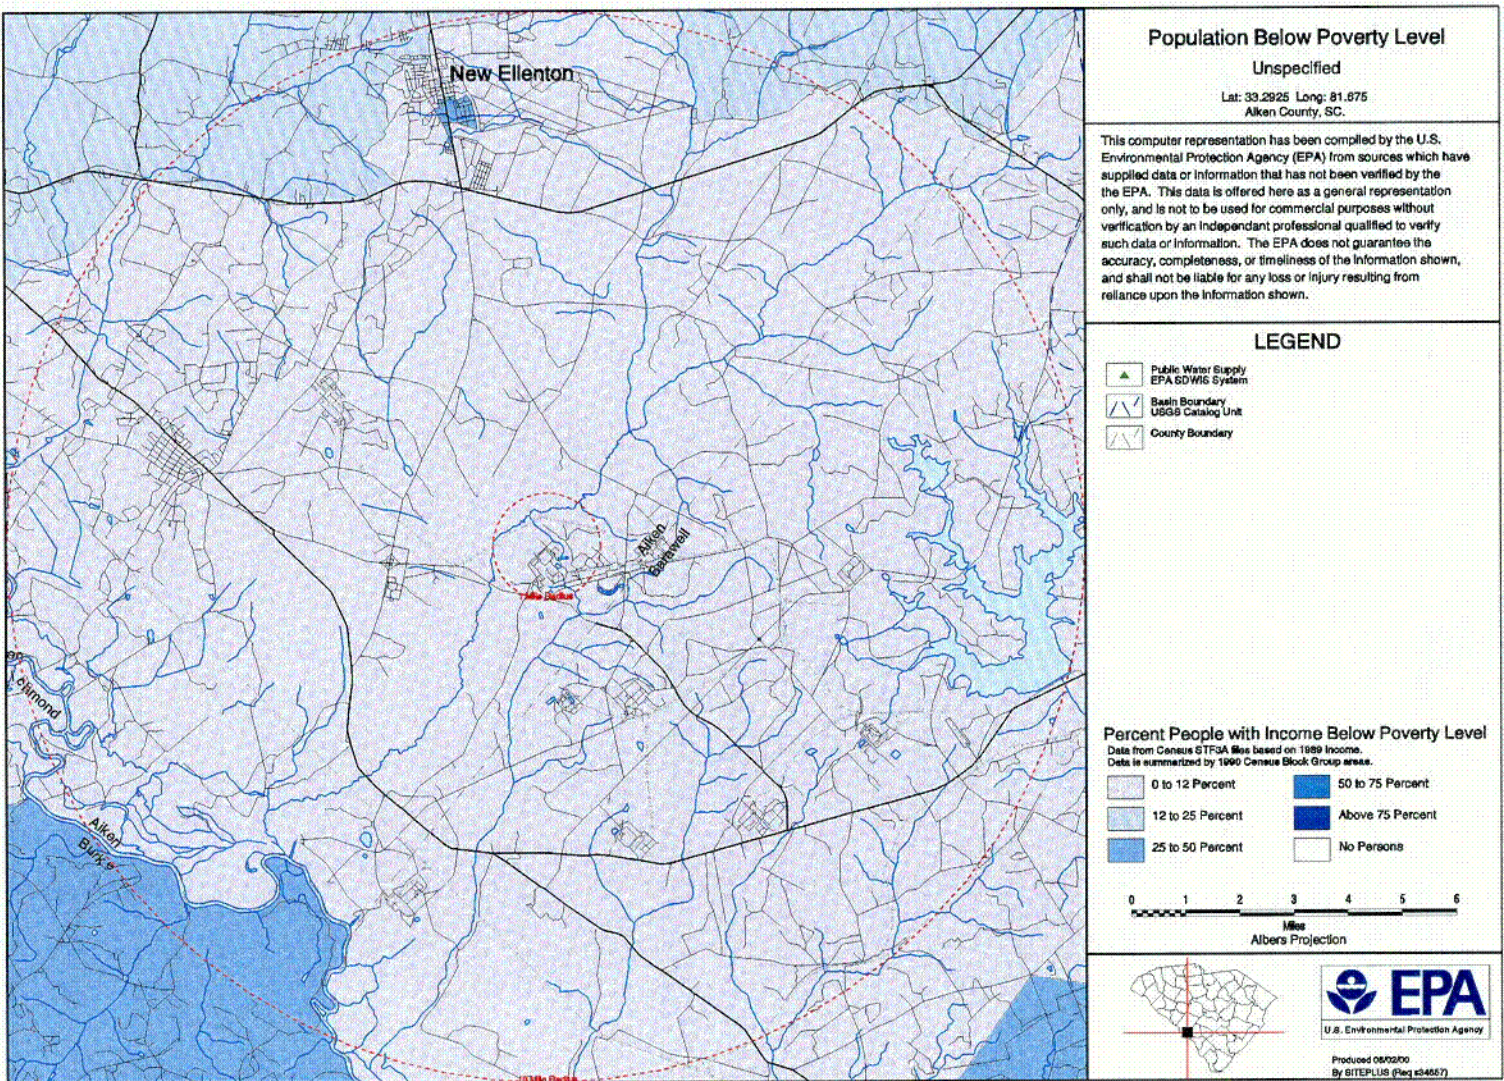 New Ellenton
Aiken
Barnwell
1 Mile Radius
Aiken
Burke
10 Mile Radius
Population Below Poverty Level
Unspecified
Lat: 33.2925 Long: 81.675
Aiken County, SC.
This computer representation has been compiled by the U.S.
Environmental Protection Agency (EPA) from sources which have
supplied data or information that has not been verified by the
the EPA. This data is offered here as a general representation
only, and is not to be used for commercial purposes without
verification by an independant professional qualified to verify
such data or information. The EPA does not guarantee the
accuracy, completeness, or timeliness of the information shown,
and shall not be liable for any loss or injury resulting from
reliance upon the information shown.
LEGEND
Public Water Supply
EPA SDWIS System
Basin Boundary
USGS Catalog Unit
County Boundary
Percent People with Income Below Poverty Level
Data from Census STF3A files based on 1989 income.
Data is summarized by 1990 Census Block Group areas.
0 to 12 Percent
50 to 75 Percent
12 to 25 Percent
Above 75 Percent
25 to 50 Percent
No Persons
0 1 2 3 4 5 6
Miles
Albers Projection
EPA
U.S. Environmental Protection Agency
Produced 08/02/00
By SITEPLUS (Req #34657)